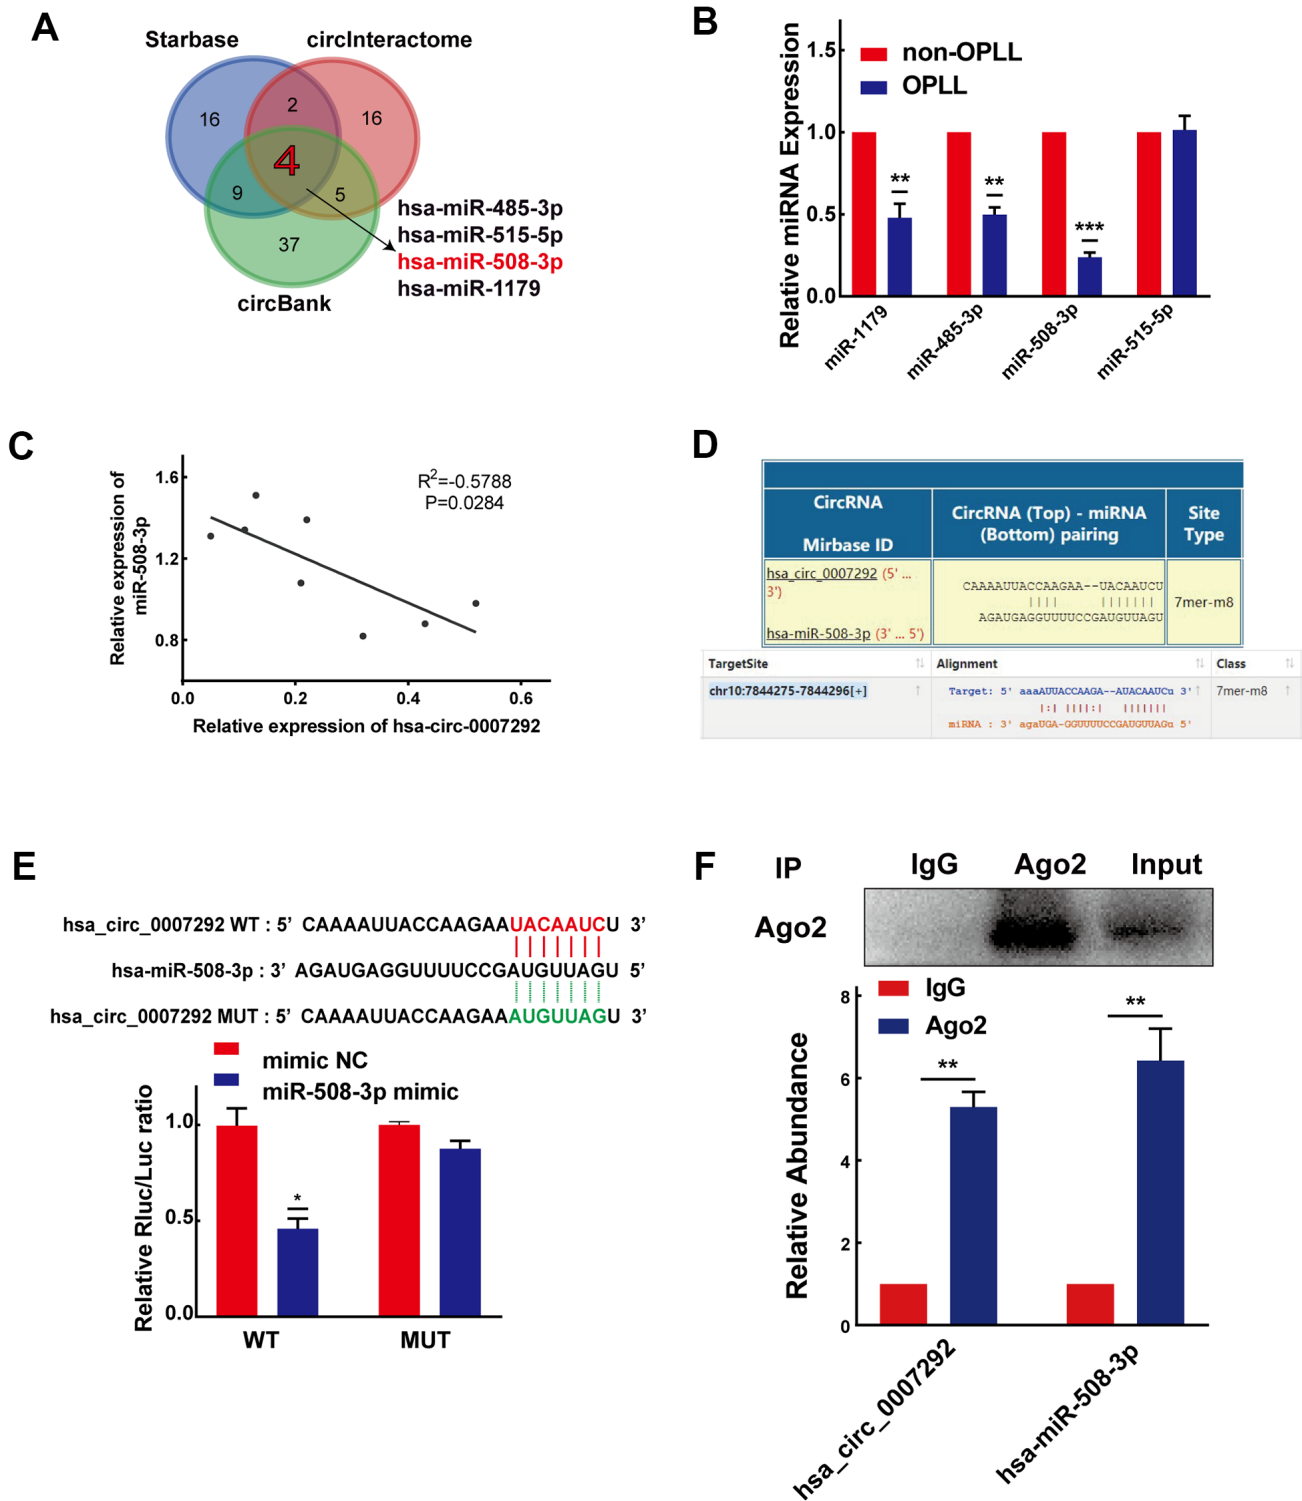 A
Starbase
circInteractome
16
2
16
4
9
5
37
circBank
hsa-miR-485-3p
hsa-miR-515-5p
hsa-miR-508-3p
hsa-miR-1179
B
Relative miRNA Expression
1.5
1.0
0.5
0.0
non-OPLL
OPLL
**
**
***
miR-1179
miR-485-3p
miR-508-3p
miR-515-5p
C
Relative expression of
miR-508-3p
1.6
1.2
0.8
R2=-0.5788
P=0.0284
0.0
0.2
0.4
0.6
Relative expression of hsa-circ-0007292
D
CircRNA
Mirbase ID
CircRNA (Top) - miRNA
(Bottom) pairing
Site
Type
hsa_circ_0007292 (5' ...
3')
hsa-miR-508-3p (3' ... 5')
CAAAAUUACCAAGAA--UACAAUCU
|||| |||||||
AGAUGAGGUUUUCCGAUGUUAGU
7mer-m8
TargetSite
Alignment
Class
chr10:7844275-7844296[+]
Target: 5' aaaAUUACCAAGA--AUACAAUCu 3'
|:| ||||:| |||||||
miRNA : 3' agaUGA-GGUUUUCCGAUGUUAGu 5'
7mer-m8
E
hsa_circ_0007292 WT : 5’ CAAAAUUACCAAGAAUACAAUCU 3’
hsa-miR-508-3p : 3’ AGAUGAGGUUUUCCGAUGUUAGU 5’
hsa_circ_0007292 MUT : 5’ CAAAAUUACCAAGAAAUGUUAGU 3’
mimic NC
miR-508-3p mimic
Relative Rluc/Luc ratio
1.0
0.5
0.0
*
WT
MUT
F
IP
IgG
Ago2
Input
Ago2
IgG
Ago2
Relative Abundance
8
6
4
2
0
**
**
hsa_circ_0007292
hsa-miR-508-3p